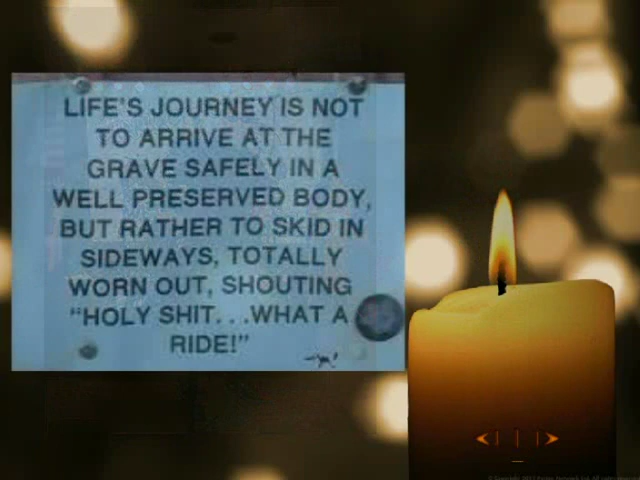 LIFE'S JOURNEY IS NOT
TO ARRIVE AT THE
GRAVE SAFELY IN A
WELL PRESERVED BODY,
BUT RATHER TO SKID IN
SIDEWAYS, TOTALLY
WORN OUT, SHOUTING
"HOLY SHIT. . .WHAT A
RIDE!"